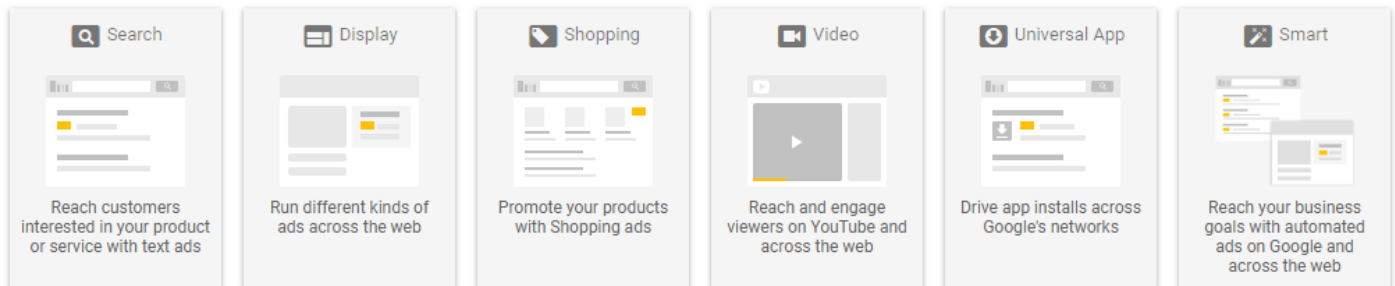 Search
Reach customers
interested in your product
or service with text ads
Display
Run different kinds of
ads across the web
Shopping
Promote your products
with Shopping ads
Video
Reach and engage
viewers on YouTube and
across the web
Universal App
Drive app installs across
Google's networks
Smart
Reach your business
goals with automated
ads on Google and
across the web